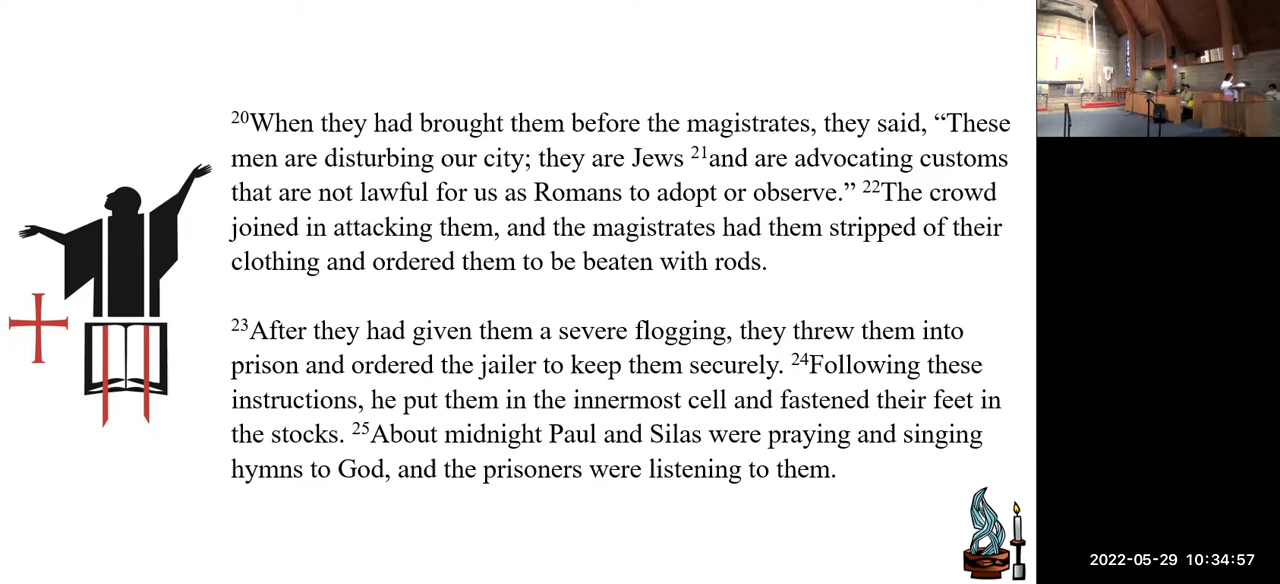 20When they had brought them before the magistrates, they said, “These
men are disturbing our city; they are Jews 21and are advocating customs
that are not lawful for us as Romans to adopt or observe.” 22The crowd
joined in attacking them, and the magistrates had them stripped of their
clothing and ordered them to be beaten with rods.
23After they had given them a severe flogging, they threw them into
prison and ordered the jailer to keep them securely. 24Following these
instructions, he put them in the innermost cell and fastened their feet in
the stocks. 25About midnight Paul and Silas were praying and singing
hymns to God, and the prisoners were listening to them.
2022-05-29 10:34:57